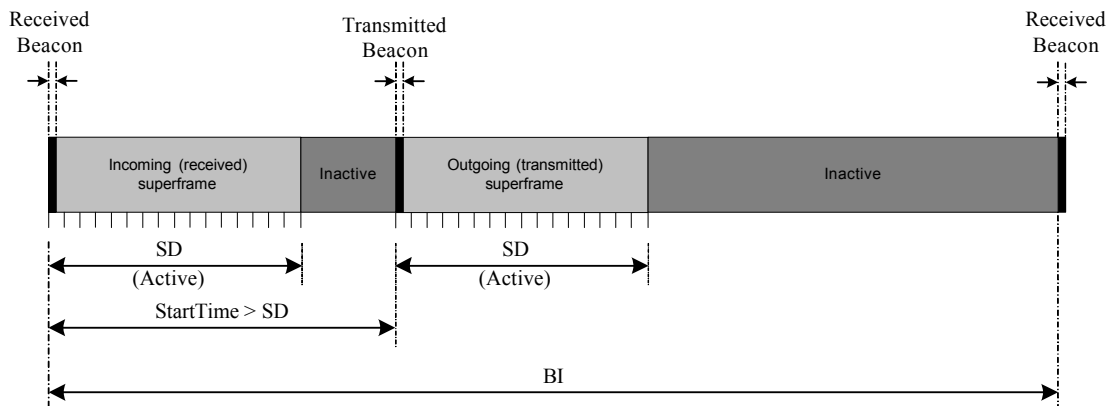 Received
Beacon
Transmitted
Beacon
Received
Beacon
Incoming (received)
superframe
Inactive
Outgoing (transmitted)
superframe
Inactive
SD
(Active)
SD
(Active)
StartTime > SD
BI